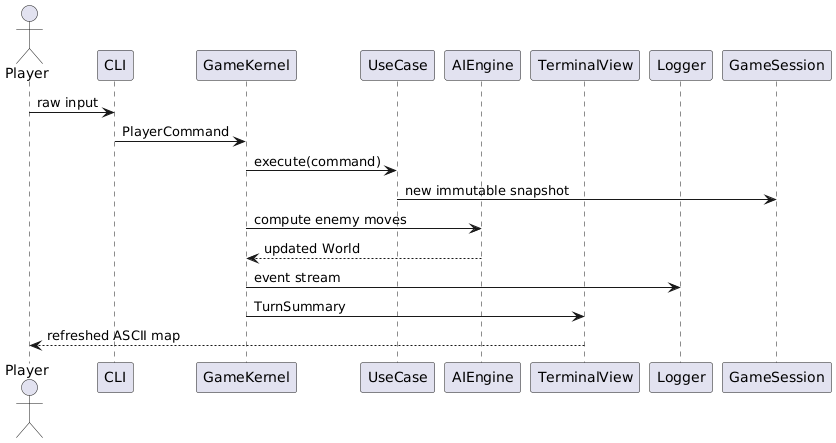 Player
CLI
GameKernel
UseCase
AIEngine
TerminalView
Logger
GameSession
raw input
PlayerCommand
execute(command)
new immutable snapshot
compute enemy moves
updated World
event stream
TurnSummary
refreshed ASCII map
Player
CLI
GameKernel
UseCase
AIEngine
TerminalView
Logger
GameSession